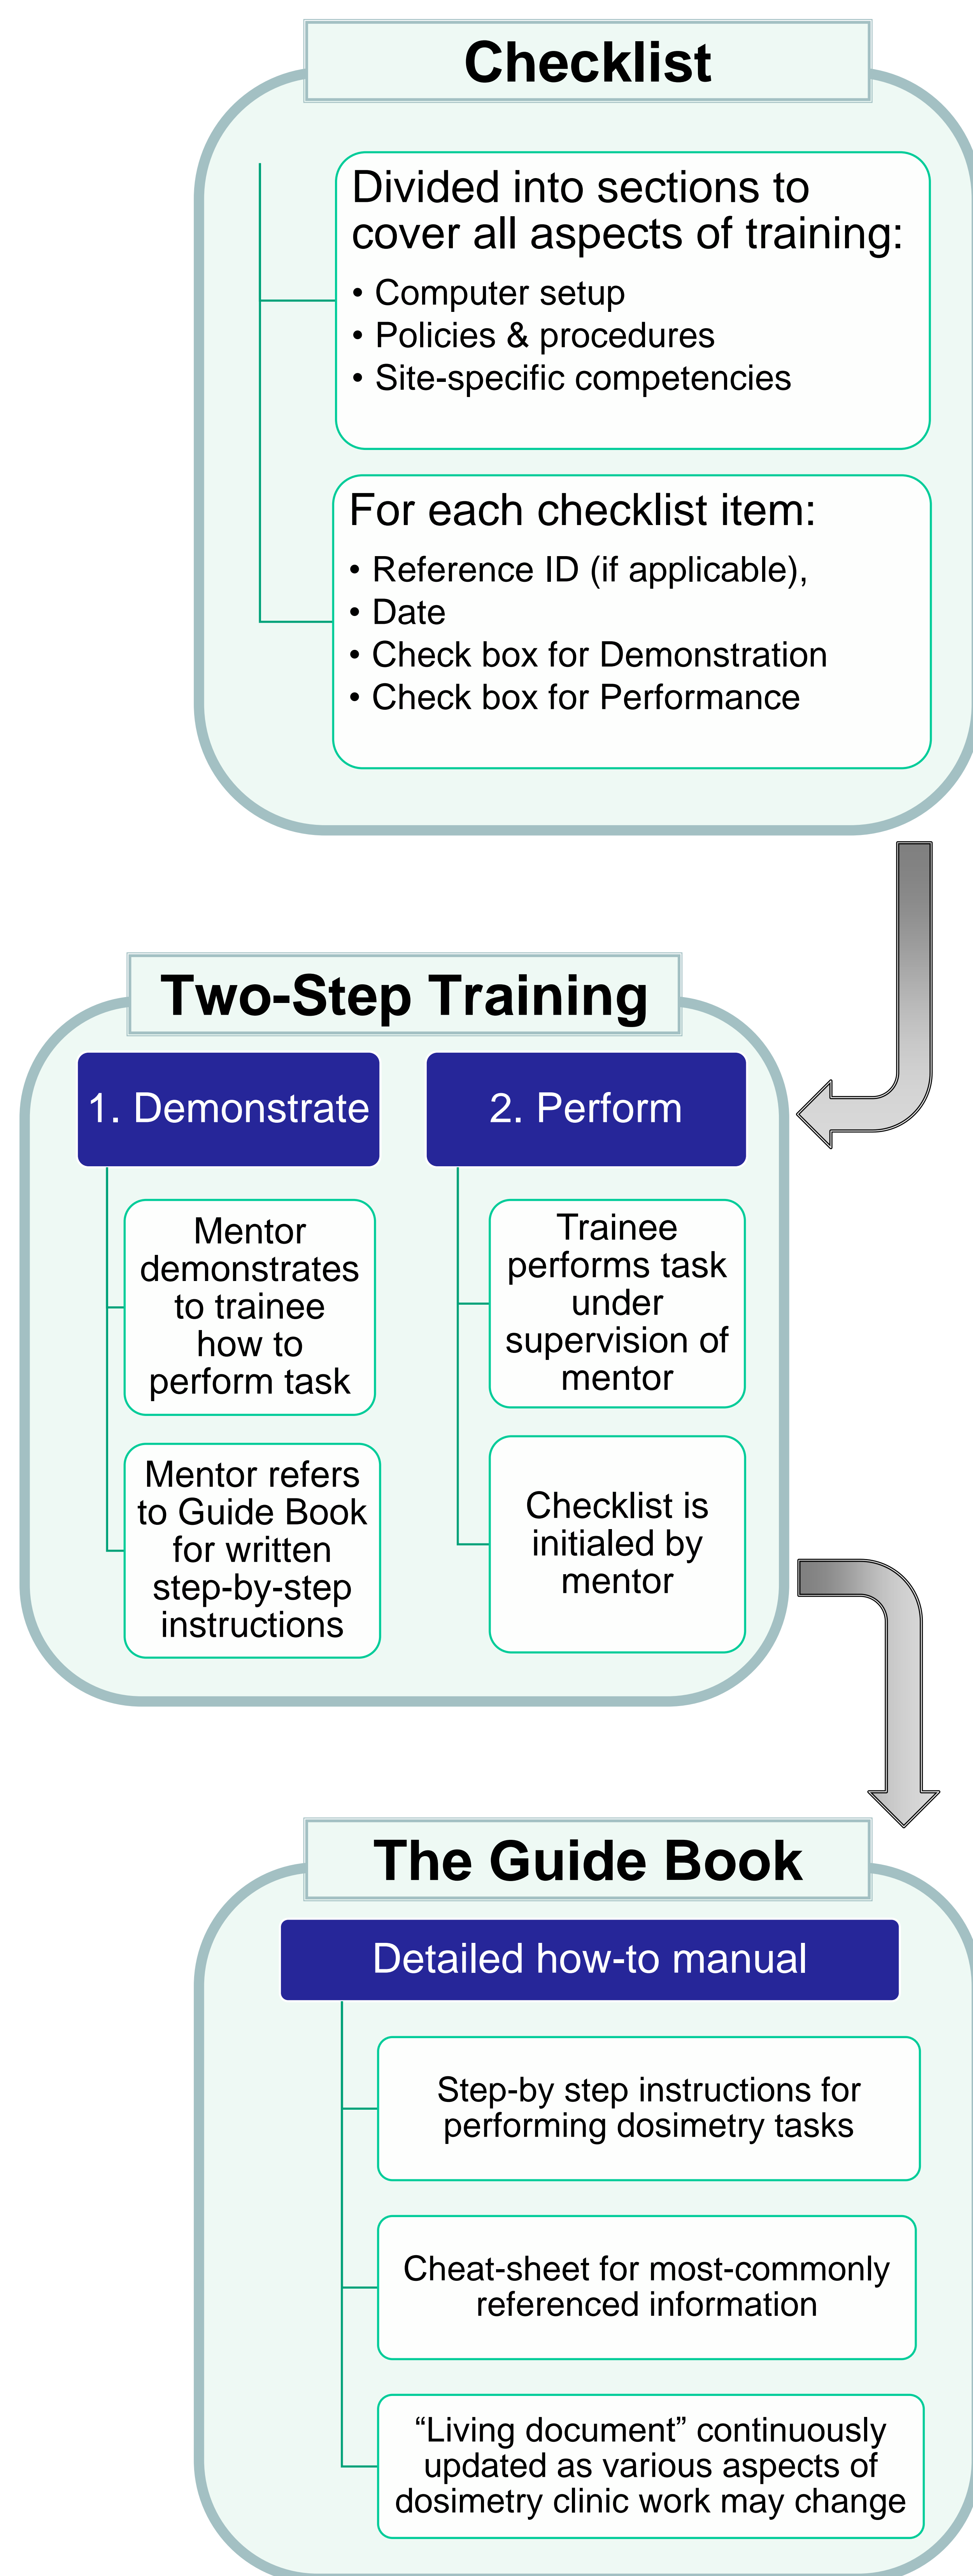 Checklist
Divided into sections to
cover all aspects of training:
• Computer setup
• Policies & procedures
• Site-specific competencies
For each checklist item:
• Reference ID (if applicable),
• Date
• Check box for Demonstration
• Check box for Performance
Two-Step Training
1. Demonstrate
Mentor
demonstrates
to trainee
how to
perform task
Mentor refers
to Guide Book
for written
step-by-step
instructions
2. Perform
Trainee
performs task
under
supervision of
mentor
Checklist is
initialed by
mentor
The Guide Book
Detailed how-to manual
Step-by step instructions for
performing dosimetry tasks
Cheat-sheet for most-commonly
referenced information
“Living document” continuously
updated as various aspects of
dosimetry clinic work may change